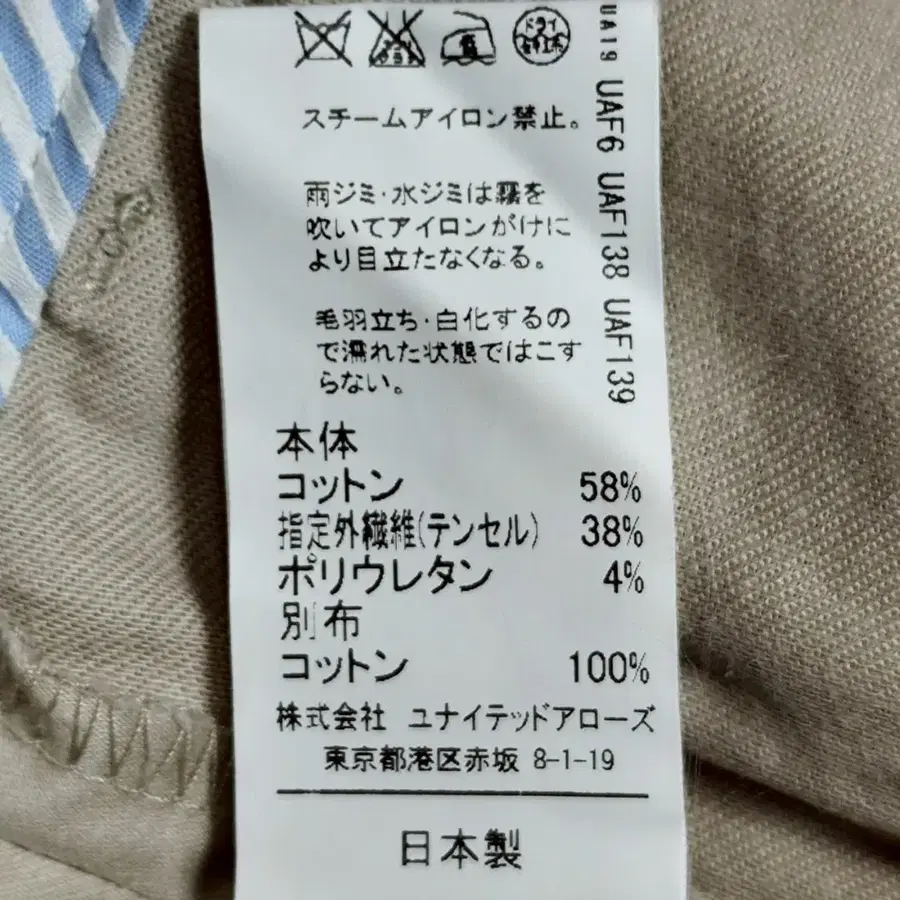 ドライ
スチームアイロン禁止。
雨ジミ・水ジミは霧を
吹いてアイロンがけに
より目立たなくなる。
毛羽立ち・白化するの
で濡れた状態ではこす
らない。
本体
コットン 58%
指定外繊維(テンセル) 38%
ポリウレタン 4%
別布
コットン 100%
株式会社 ユナイテッドアローズ
東京都港区赤坂 8-1-19
日本製
UA19 UAF6 UAF138 UAF139